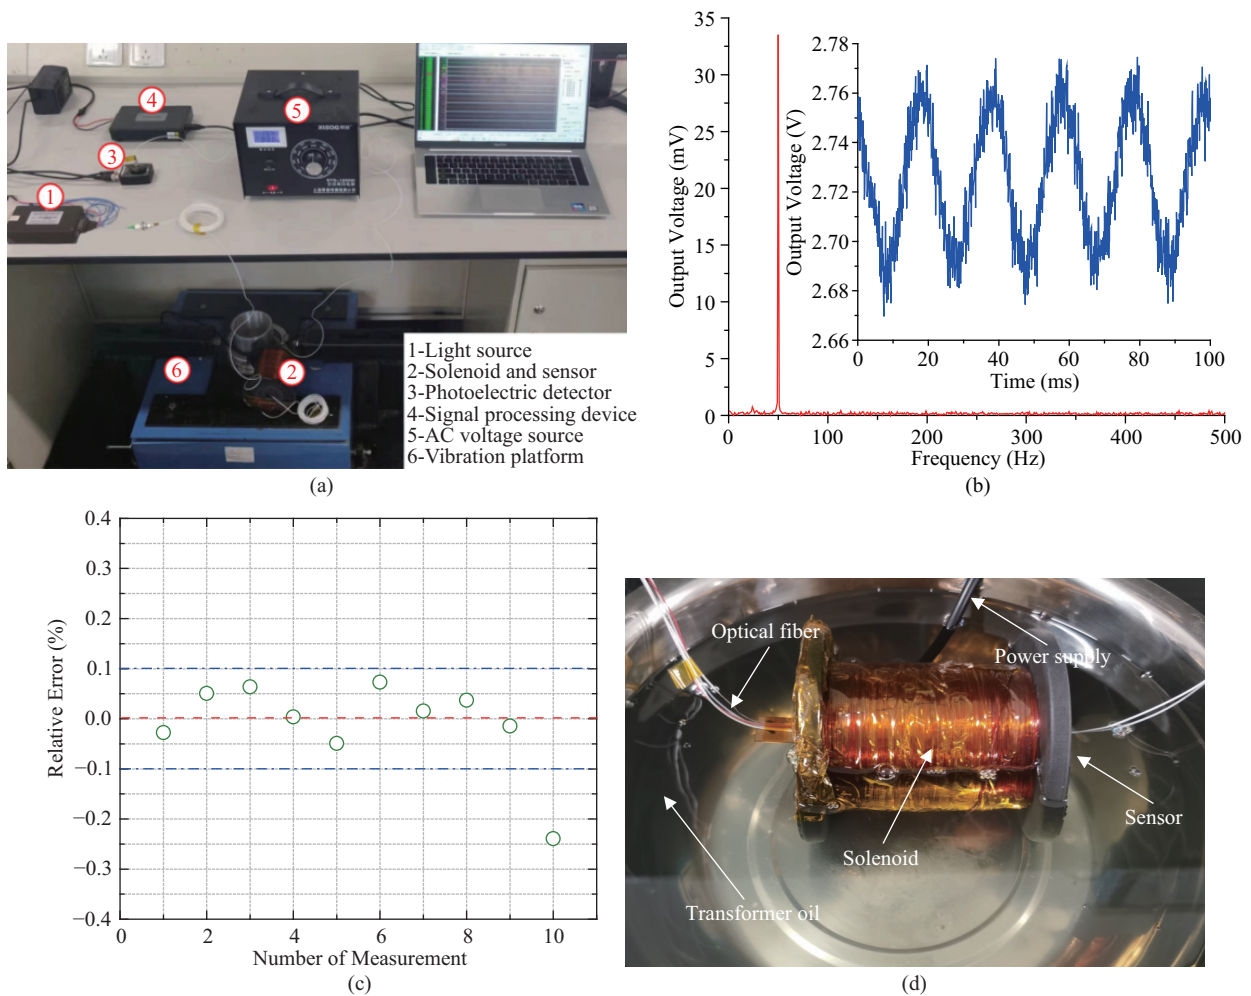 4
5
3
1
6
2
1-Light source
2-Solenoid and sensor
3-Photoelectric detector
4-Signal processing device
5-AC voltage source
6-Vibration platform
(a)
35
30
25
20
15
10
5
0
Output Voltage (mV)
0
100
200
300
400
500
Frequency (Hz)
2.78
2.76
2.74
2.72
2.70
2.68
2.66
Output Voltage (V)
0
20
40
60
80
100
Time (ms)
(b)
0.4
0.3
0.2
0.1
0.0
−0.1
−0.2
−0.3
−0.4
Relative Error (%)
0
2
4
6
8
10
Number of Measurement
(c)
Optical fiber
Power supply
Sensor
Solenoid
Transformer oil
(d)